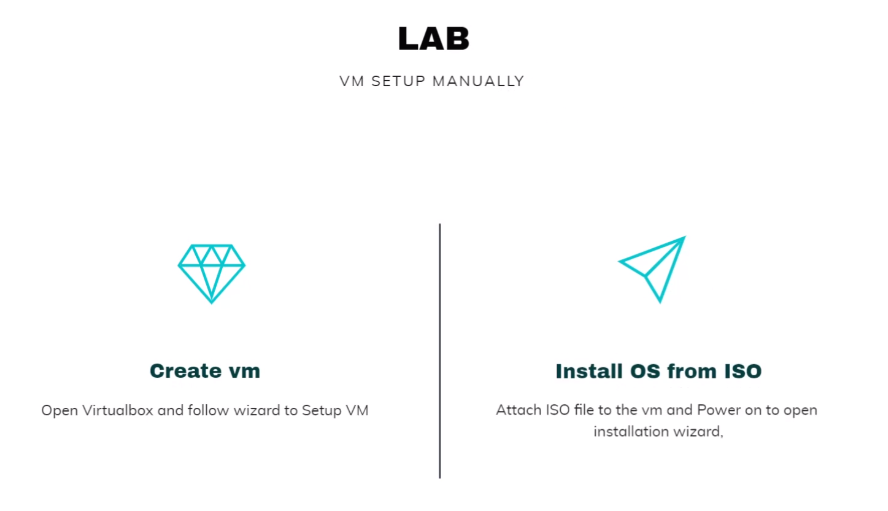 LAB
VM SETUP MANUALLY
Create vm
Open Virtualbox and follow wizard to Setup VM
Install OS from ISO
Attach ISO file to the vm and Power on to open
installation wizard,